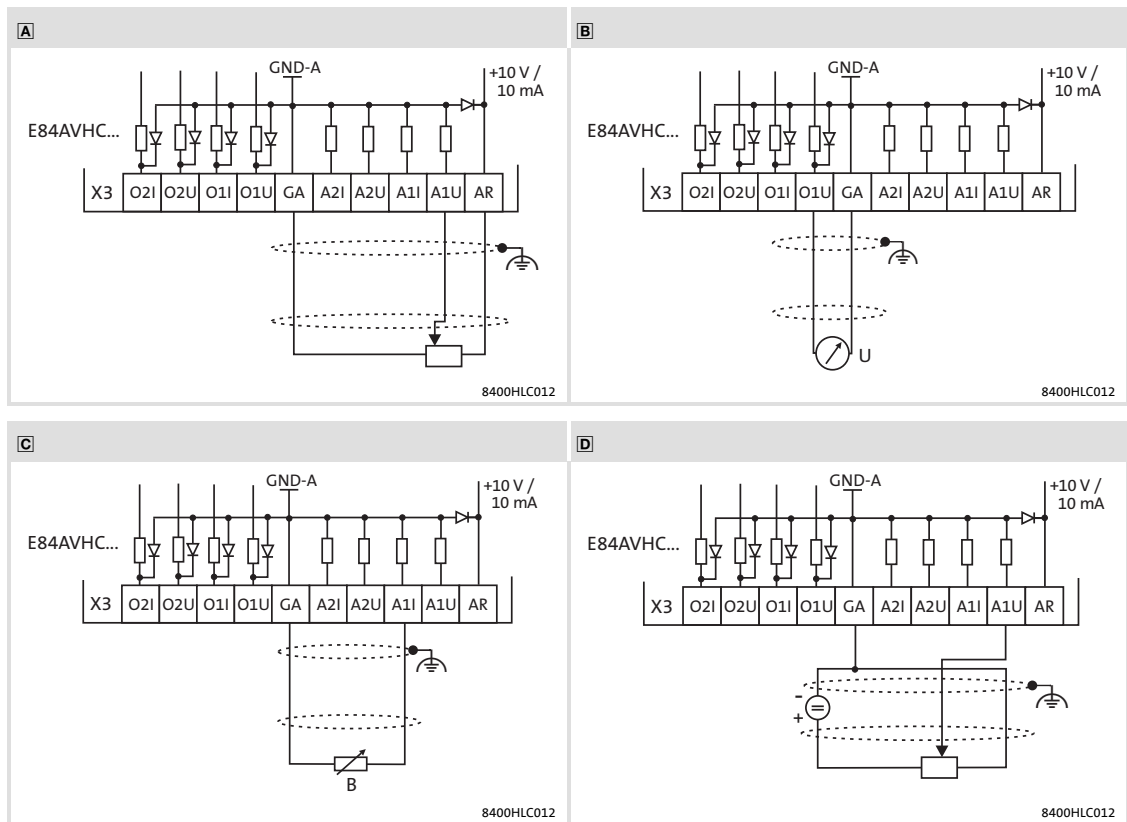 A
GND-A
+10 V /
10 mA
E84AVHC...
X3 O2I O2U O1I O1U GA A2I A2U A1I A1U AR
8400HLC012
B
GND-A
+10 V /
10 mA
E84AVHC...
X3 O2I O2U O1I O1U GA A2I A2U A1I A1U AR
U
8400HLC012
C
GND-A
+10 V /
10 mA
E84AVHC...
X3 O2I O2U O1I O1U GA A2I A2U A1I A1U AR
B
8400HLC012
D
GND-A
+10 V /
10 mA
E84AVHC...
X3 O2I O2U O1I O1U GA A2I A2U A1I A1U AR
-
+
8400HLC012